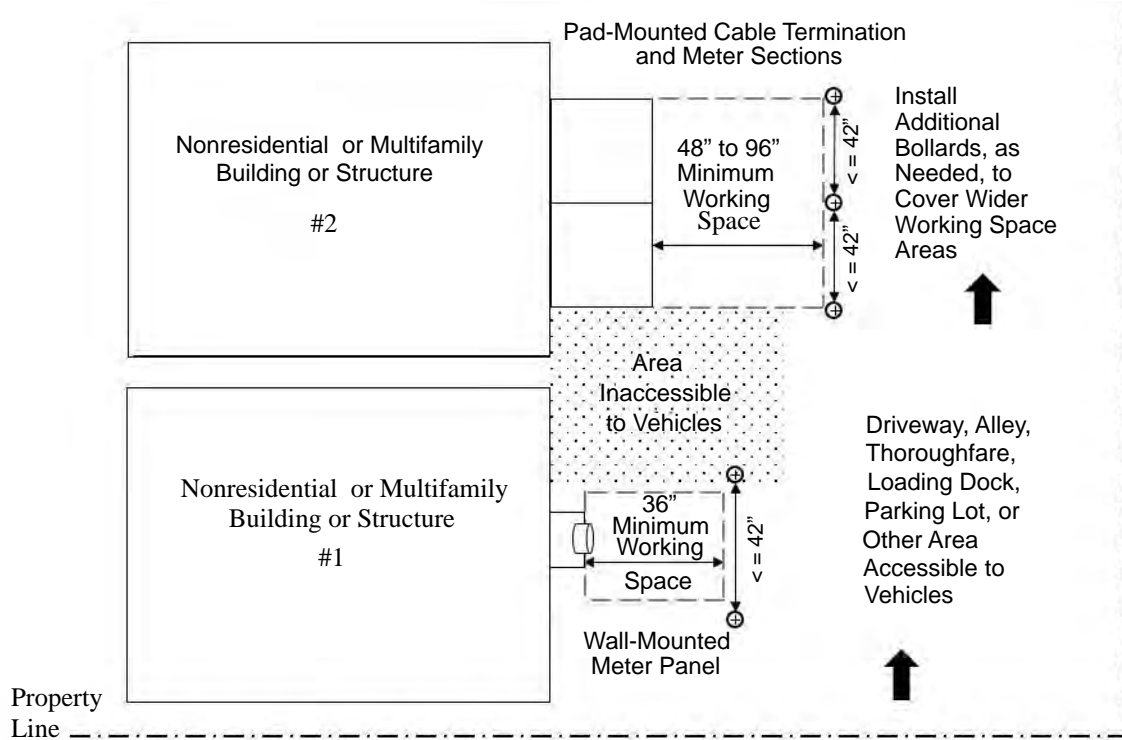 Pad-Mounted Cable Termination
and Meter Sections
Nonresidential or Multifamily
Building or Structure
#2
48” to 96”
Minimum
Working
Space
< = 42”
< = 42”
Install
Additional
Bollards, as
Needed, to
Cover Wider
Working Space
Areas
Area
Inaccessible
to Vehicles
Nonresidential or Multifamily
Building or Structure
#1
36”
Minimum
Working
Space
< = 42”
Wall-Mounted
Meter Panel
Driveway, Alley,
Thoroughfare,
Loading Dock,
Parking Lot, or
Other Area
Accessible to
Vehicles
Property
Line